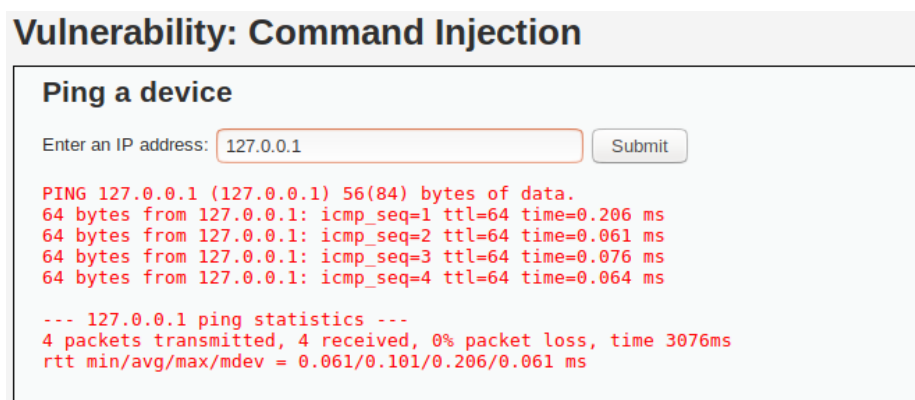 Vulnerability: Command Injection
Ping a device
Enter an IP address: 127.0.0.1 Submit
PING 127.0.0.1 (127.0.0.1) 56(84) bytes of data.
64 bytes from 127.0.0.1: icmp_seq=1 ttl=64 time=0.206 ms
64 bytes from 127.0.0.1: icmp_seq=2 ttl=64 time=0.061 ms
64 bytes from 127.0.0.1: icmp_seq=3 ttl=64 time=0.076 ms
64 bytes from 127.0.0.1: icmp_seq=4 ttl=64 time=0.064 ms
--- 127.0.0.1 ping statistics ---
4 packets transmitted, 4 received, 0% packet loss, time 3076ms
rtt min/avg/max/mdev = 0.061/0.101/0.206/0.061 ms